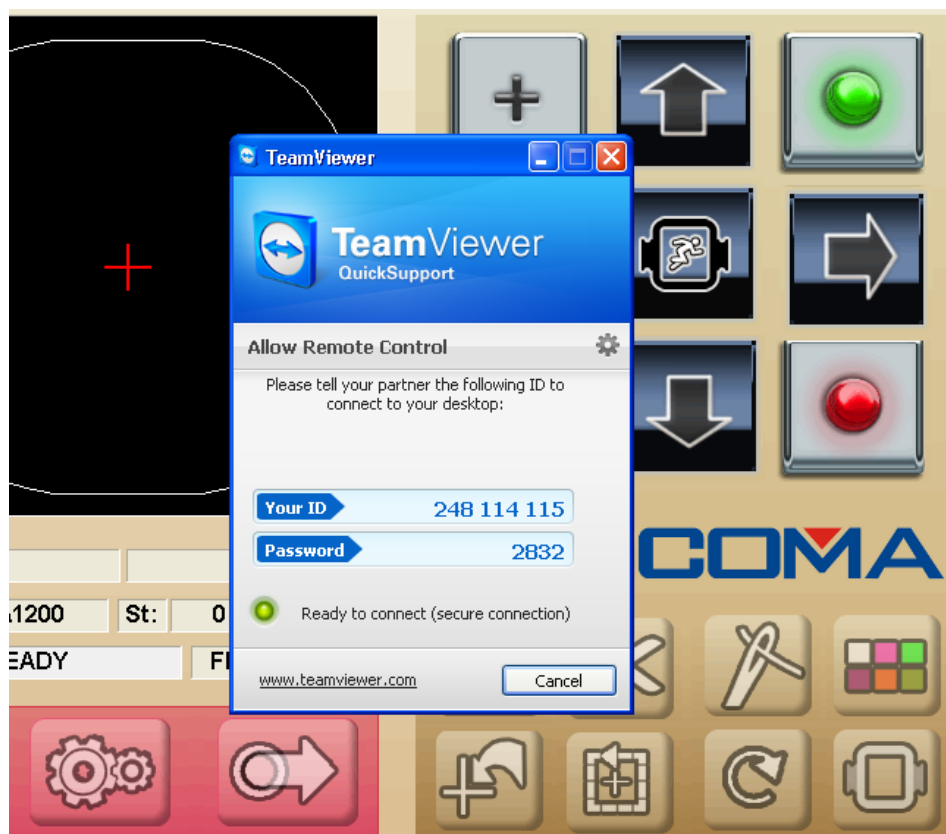 TeamViewer
TeamViewer
QuickSupport
Allow Remote Control
Please tell your partner the following ID to
connect to your desktop:
Your ID 248 114 115
Password 2832
Ready to connect (secure connection)
www.teamviewer.com Cancel
COMA
1200 St: 0
EADY